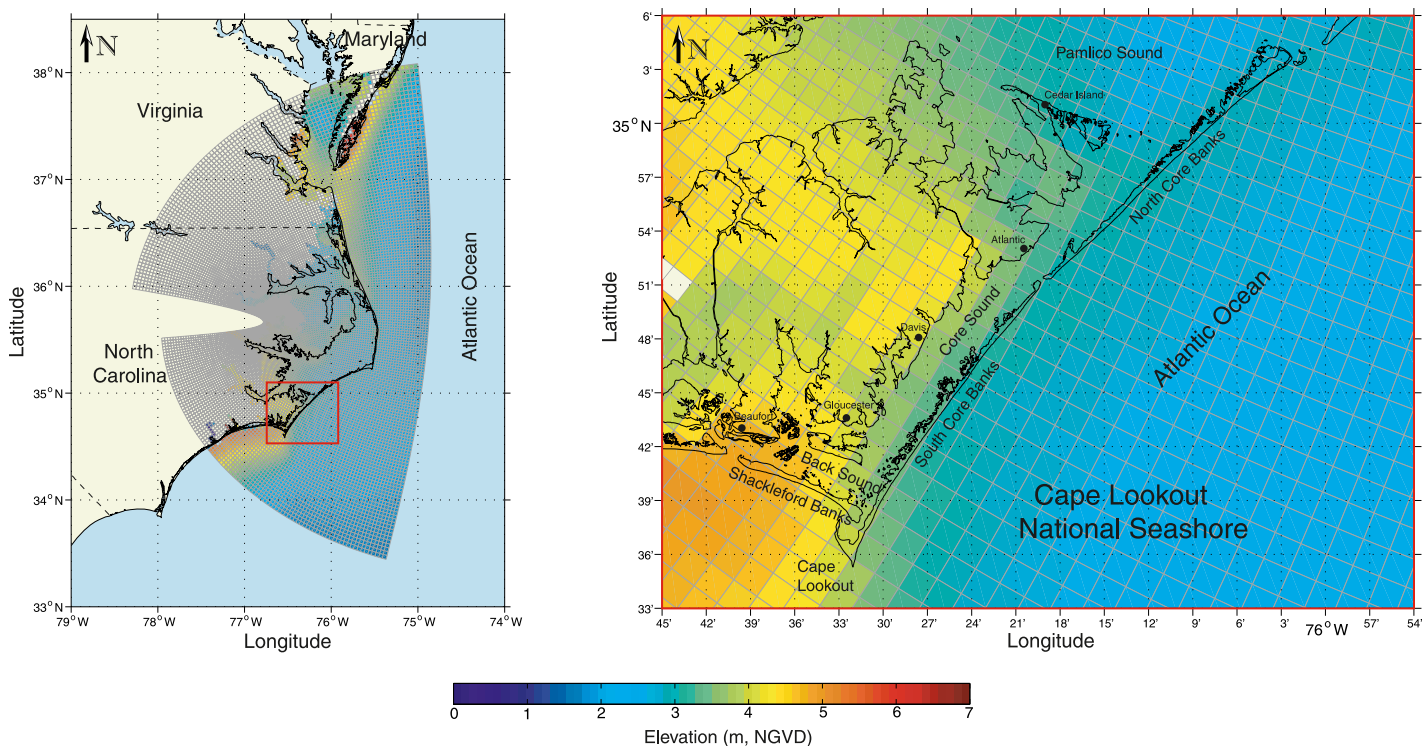 N
Maryland
Virginia
North
Carolina
Atlantic Ocean
38°N
37°N
36°N
35°N
34°N
33°N
Latitude
79°W
78°W
77°W
76°W
75°W
74°W
Longitude
N
Pamlico Sound
Cedar Island
North Core Banks
Atlantic
Core Sound
Davis
Atlantic Ocean
Gloucester
Beaufort
South Core Banks
Back Sound
Shackleford Banks
Cape Lookout
National Seashore
Cape
Lookout
6'
3'
35°N
57'
54'
51'
48'
45'
42'
39'
36'
33'
Latitude
45'
42'
39'
36'
33'
30'
27'
24'
21'
18'
15'
12'
9'
6'
3'
76°W
57'
54'
Longitude
0
1
2
3
4
5
6
7
Elevation (m, NGVD)